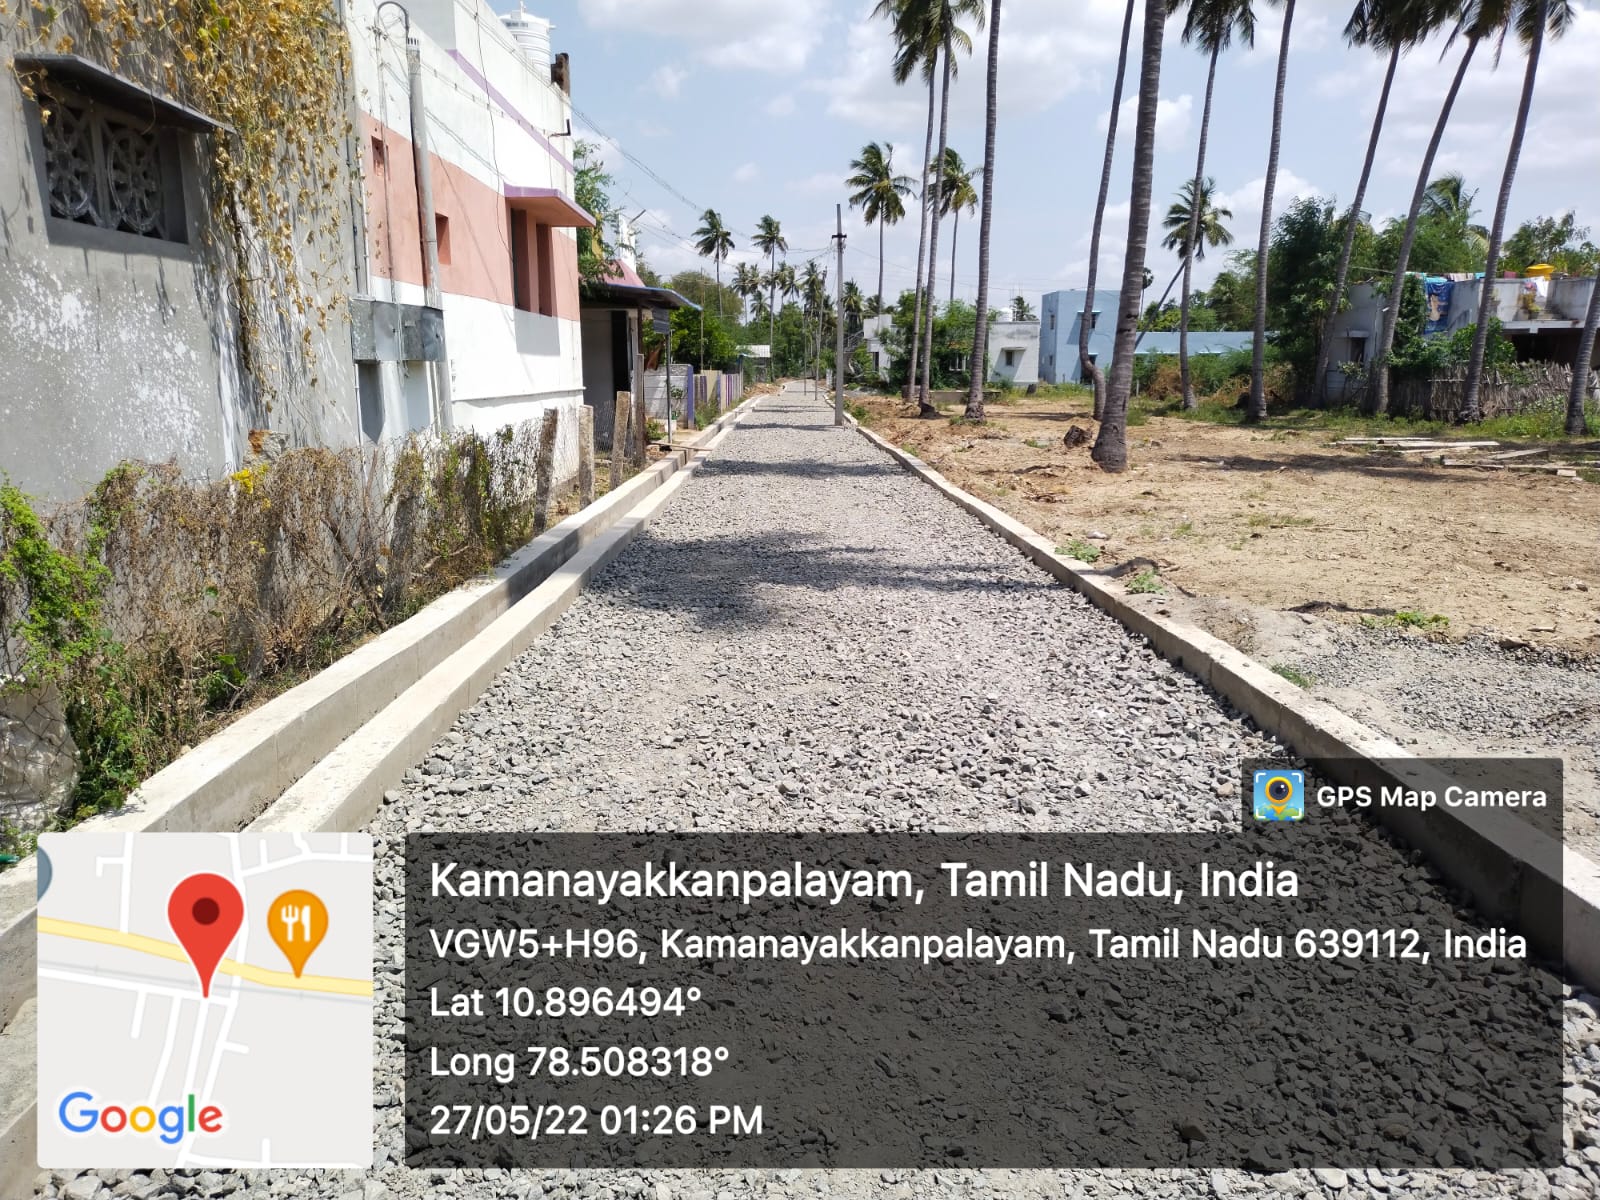 GPS Map Camera
Kamanayakkanpalayam, Tamil Nadu, India
VGW5+H96, Kamanayakkanpalayam, Tamil Nadu 639112, India
Lat 10.896494°
Long 78.508318°
27/05/22 01:26 PM
Google